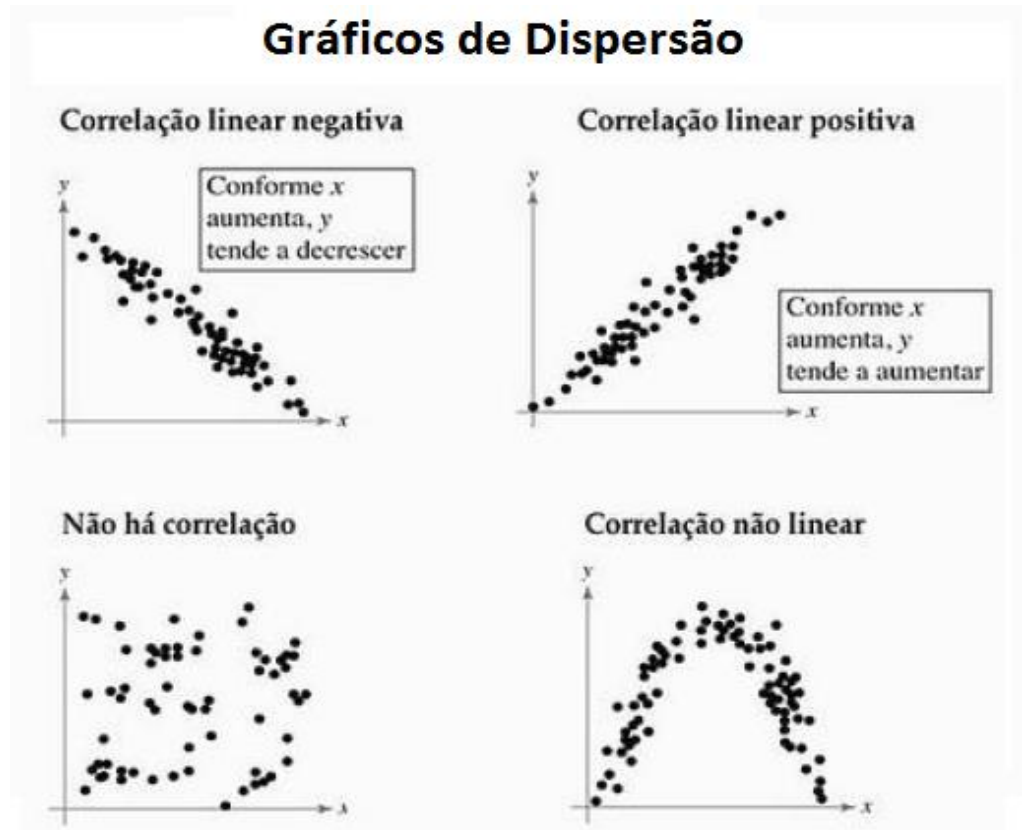 Gráficos de Dispersão
Correlação linear negativa
y
Conforme x
aumenta, y
tende a decrescer
x
Correlação linear positiva
y
Conforme x
aumenta, y
tende a aumentar
x
Não há correlação
y
x
Correlação não linear
y
x